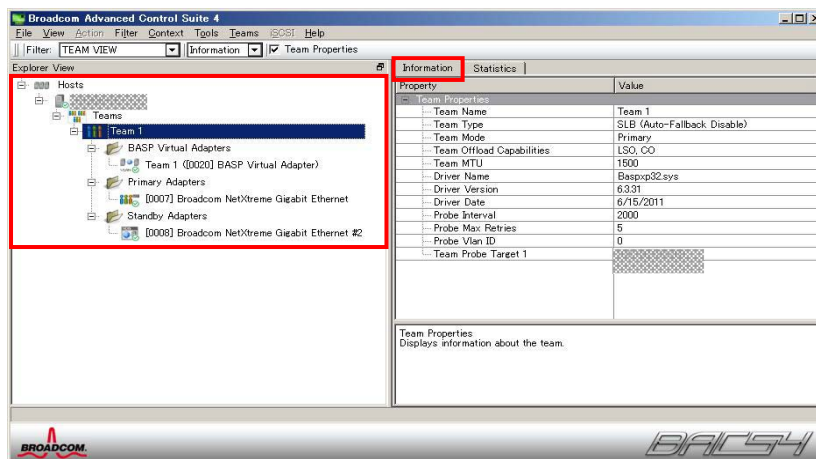 Broadcom Advanced Control Suite 4
File View Action Filter Context Tools Teams iSCSI Help
Filter: TEAM VIEW Information Team Properties
Explorer View
Hosts
Teams
Team 1
BASP Virtual Adapters
Team 1 ([0020] BASP Virtual Adapter)
Primary Adapters
[0007] Broadcom NetXtreme Gigabit Ethernet
Standby Adapters
[0008] Broadcom NetXtreme Gigabit Ethernet #2
Information Statistics
Property Value
Team Properties
Team Name Team 1
Team Type SLB (Auto-Fallback Disable)
Team Mode Primary
Team Offload Capabilities LSO, CO
Team MTU 1500
Driver Name Baspxp32.sys
Driver Version 6.3.31
Driver Date 6/15/2011
Probe Interval 2000
Probe Max Retries 5
Probe Vlan ID 0
Team Probe Target 1
Team Properties
Displays information about the team.
BROADCOM.
BACS4